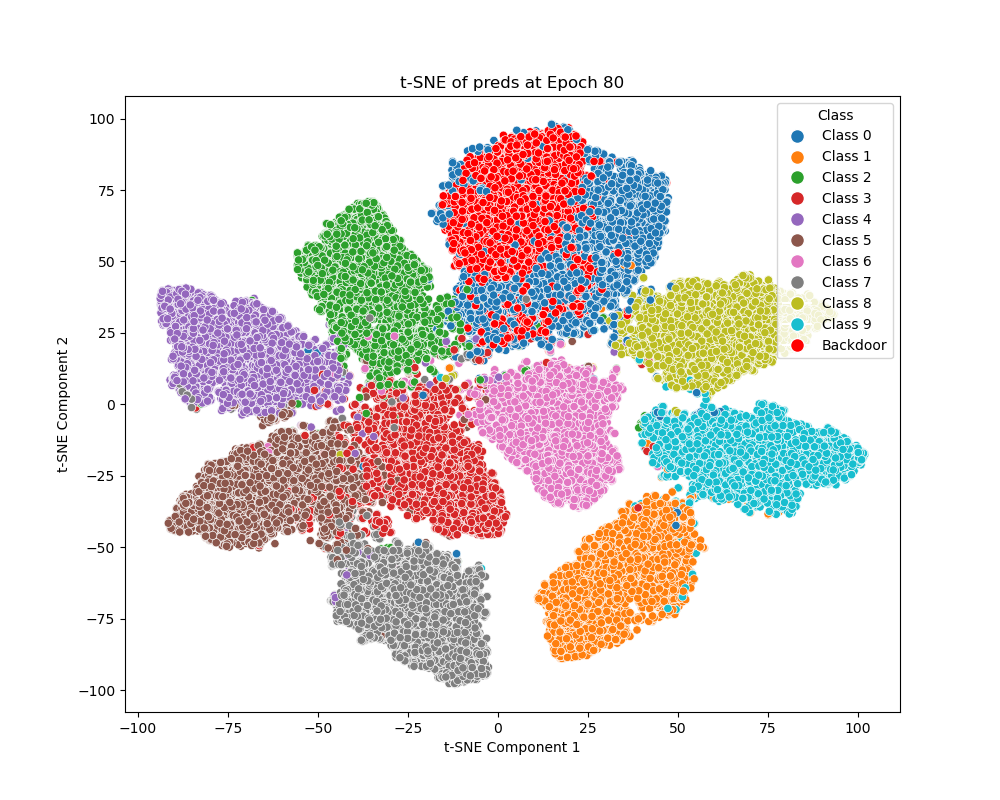 t-SNE of preds at Epoch 80
Class
Class 0
Class 1
Class 2
Class 3
Class 4
Class 5
Class 6
Class 7
Class 8
Class 9
Backdoor
100
75
50
25
0
−25
−50
−75
−100
t-SNE Component 2
−100
−75
−50
−25
0
25
50
75
100
t-SNE Component 1